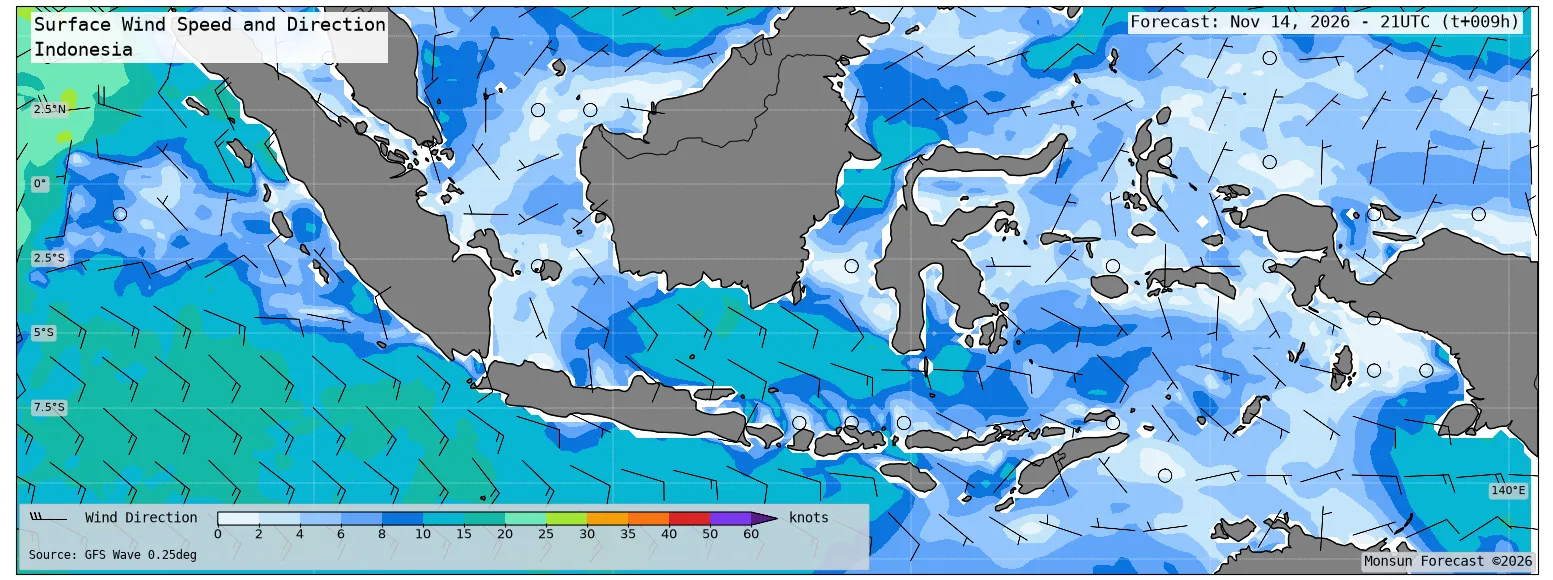 Surface Wind Speed and Direction
Indonesia
Forecast: Nov 14, 2026 - 21UTC (t+009h)
2.5°N
0°
2.5°S
5°S
7.5°S
140°E
Wind Direction
0 2 4 6 8 10 15 20 25 30 35 40 50 60
knots
Source: GFS Wave 0.25deg
Monsun Forecast ©2026